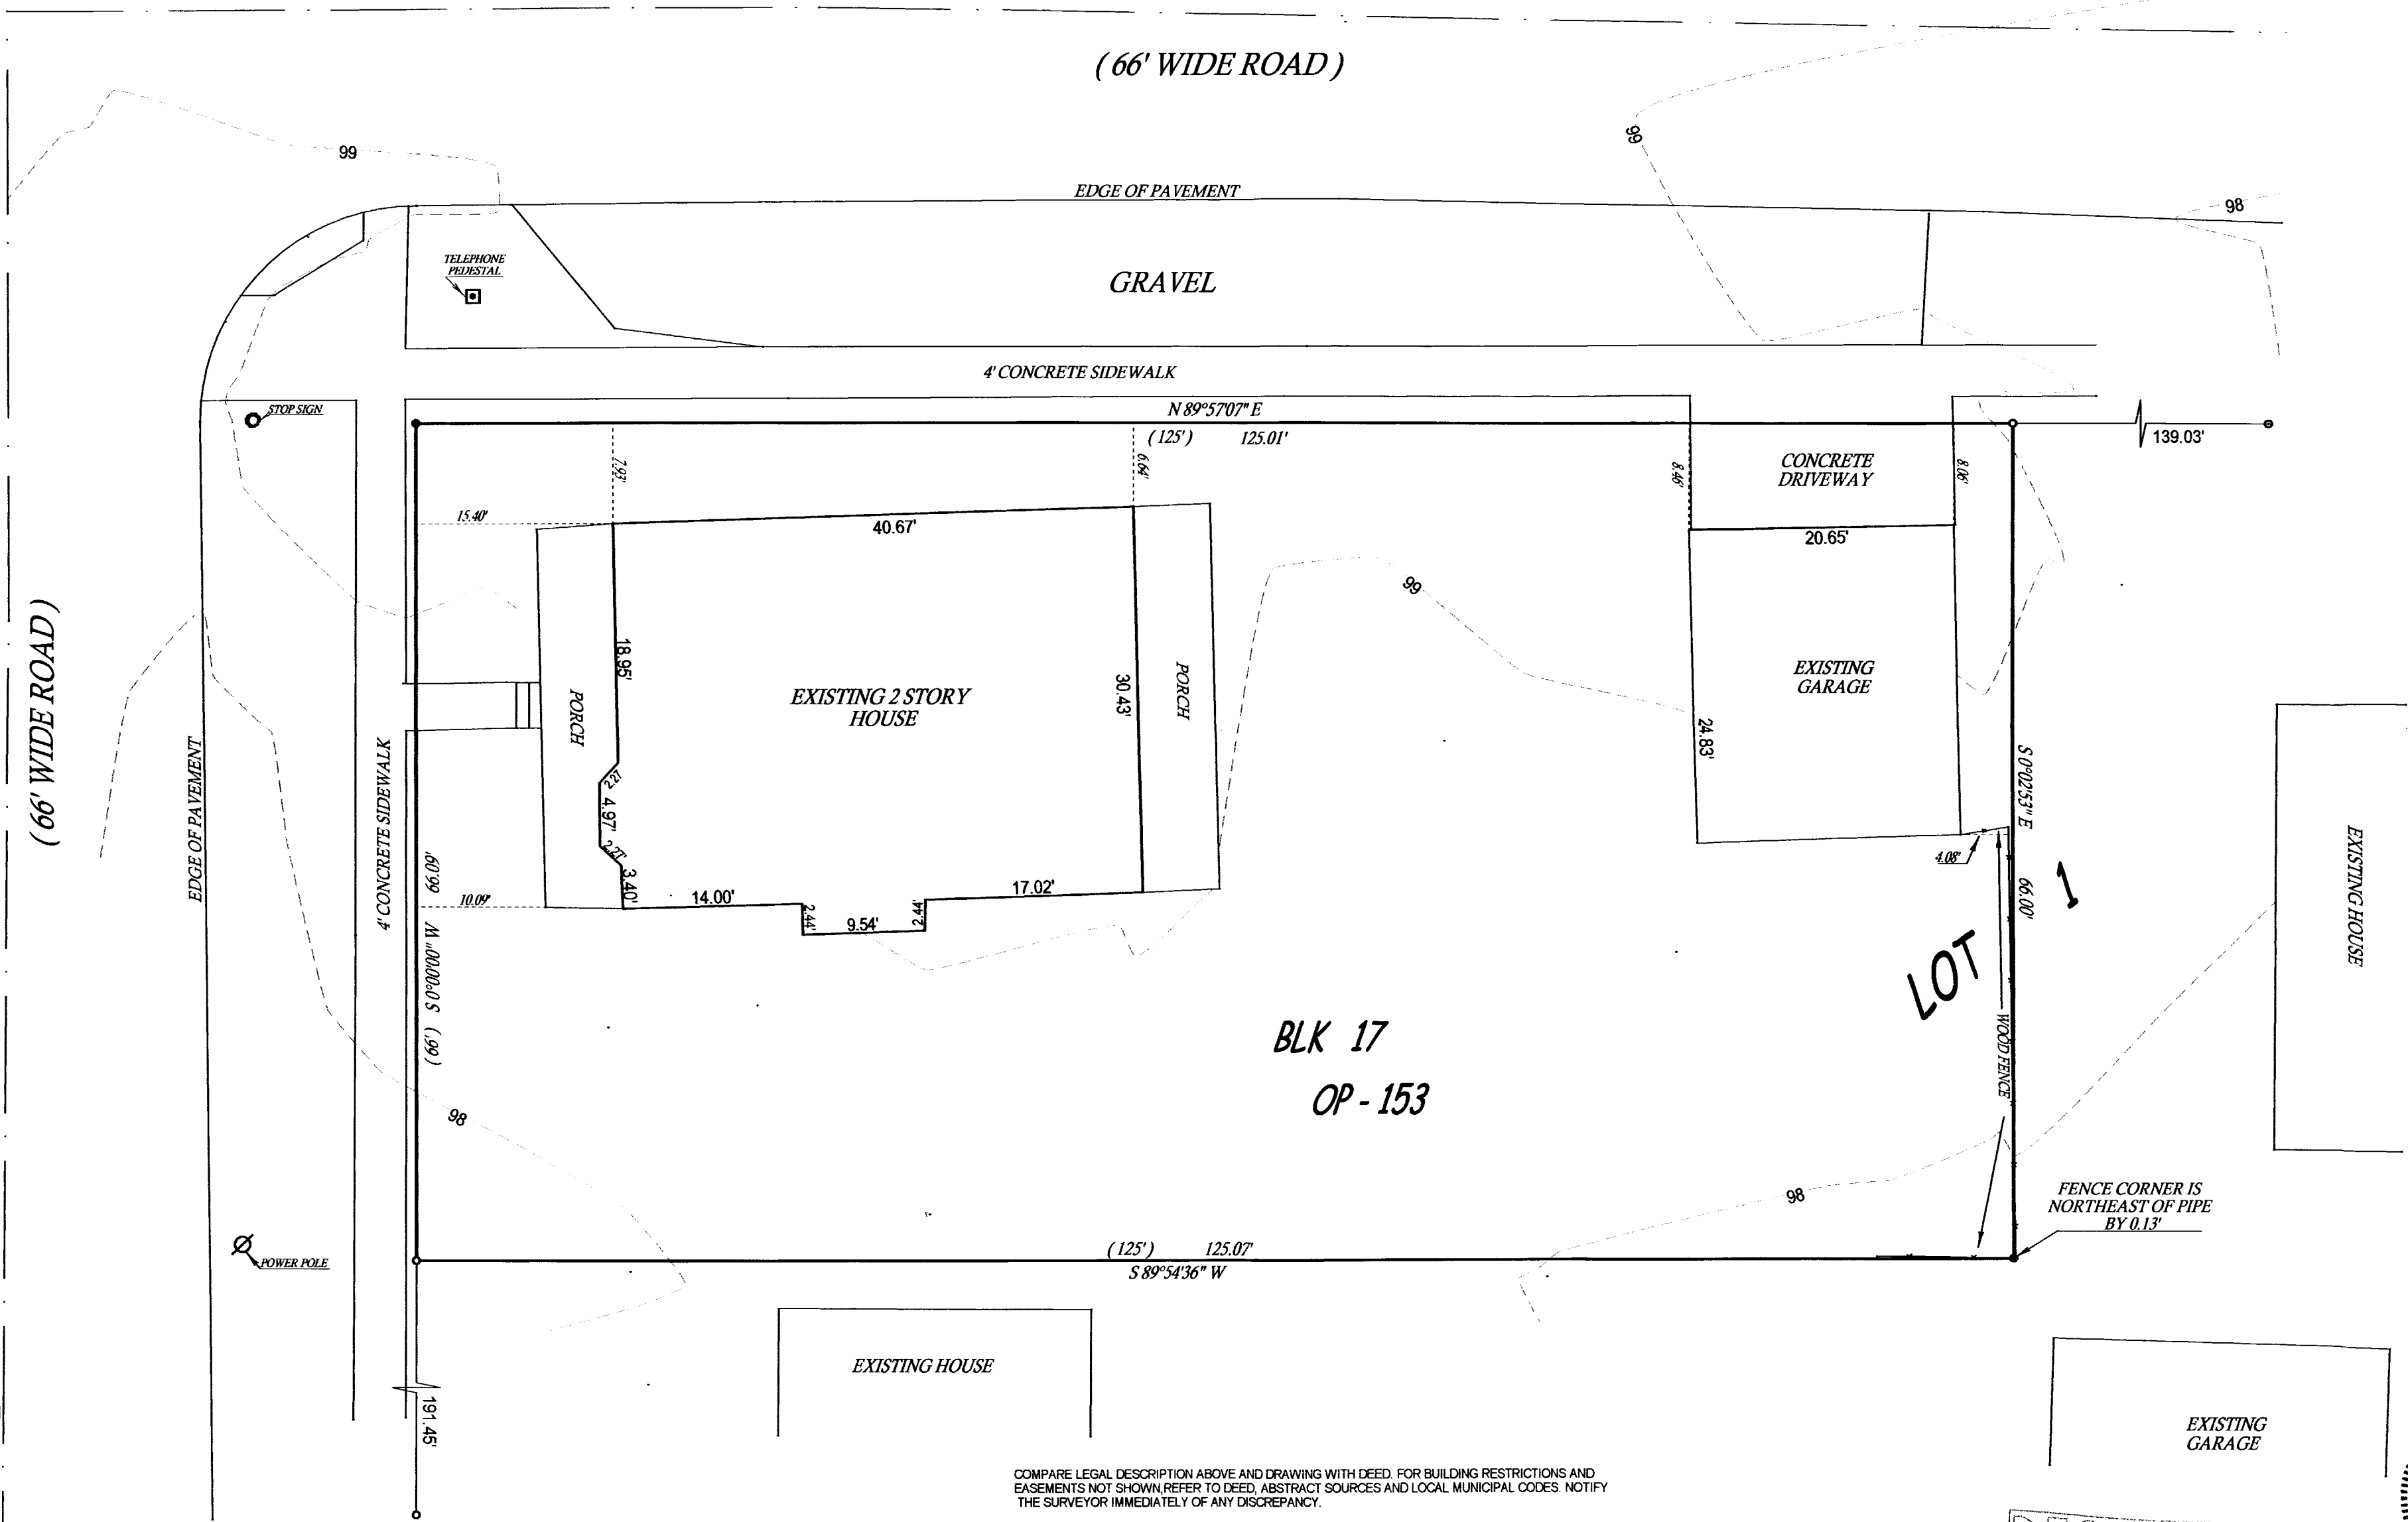 ( 66' WIDE ROAD )
99
99
EDGE OF PAVEMENT
98
TELEPHONE
PEDESTAL
GRAVEL
4' CONCRETE SIDEWALK
STOP SIGN
N 89°57'07" E
( 125' ) 125.01'
139.03'
7.93'
6.64'
8.46'
CONCRETE
DRIVEWAY
8.06'
15.40'
40.67'
20.65'
99
( 66' WIDE ROAD )
EDGE OF PAVEMENT
4' CONCRETE SIDEWALK
PORCH
18.95'
EXISTING 2 STORY
HOUSE
30.43'
PORCH
EXISTING
GARAGE
24.83'
2.27'
4.97'
2.27'
3.40'
10.09'
14.00'
2.44'
9.54'
2.44'
17.02'
4.08'
S 0°02'53" E 66.00'
EXISTING HOUSE
( 66' ) S 0°00'00" W 66.09'
LOT 1
WOOD FENCE
BLK 17
OP - 153
98
98
FENCE CORNER IS
NORTHEAST OF PIPE
BY 0.13'
POWER POLE
( 125' ) 125.07'
S 89°54'36" W
EXISTING HOUSE
191.45'
EXISTING
GARAGE
COMPARE LEGAL DESCRIPTION ABOVE AND DRAWING WITH DEED. FOR BUILDING RESTRICTIONS AND
EASEMENTS NOT SHOWN,REFER TO DEED, ABSTRACT SOURCES AND LOCAL MUNICIPAL CODES. NOTIFY
THE SURVEYOR IMMEDIATELY OF ANY DISCREPANCY.